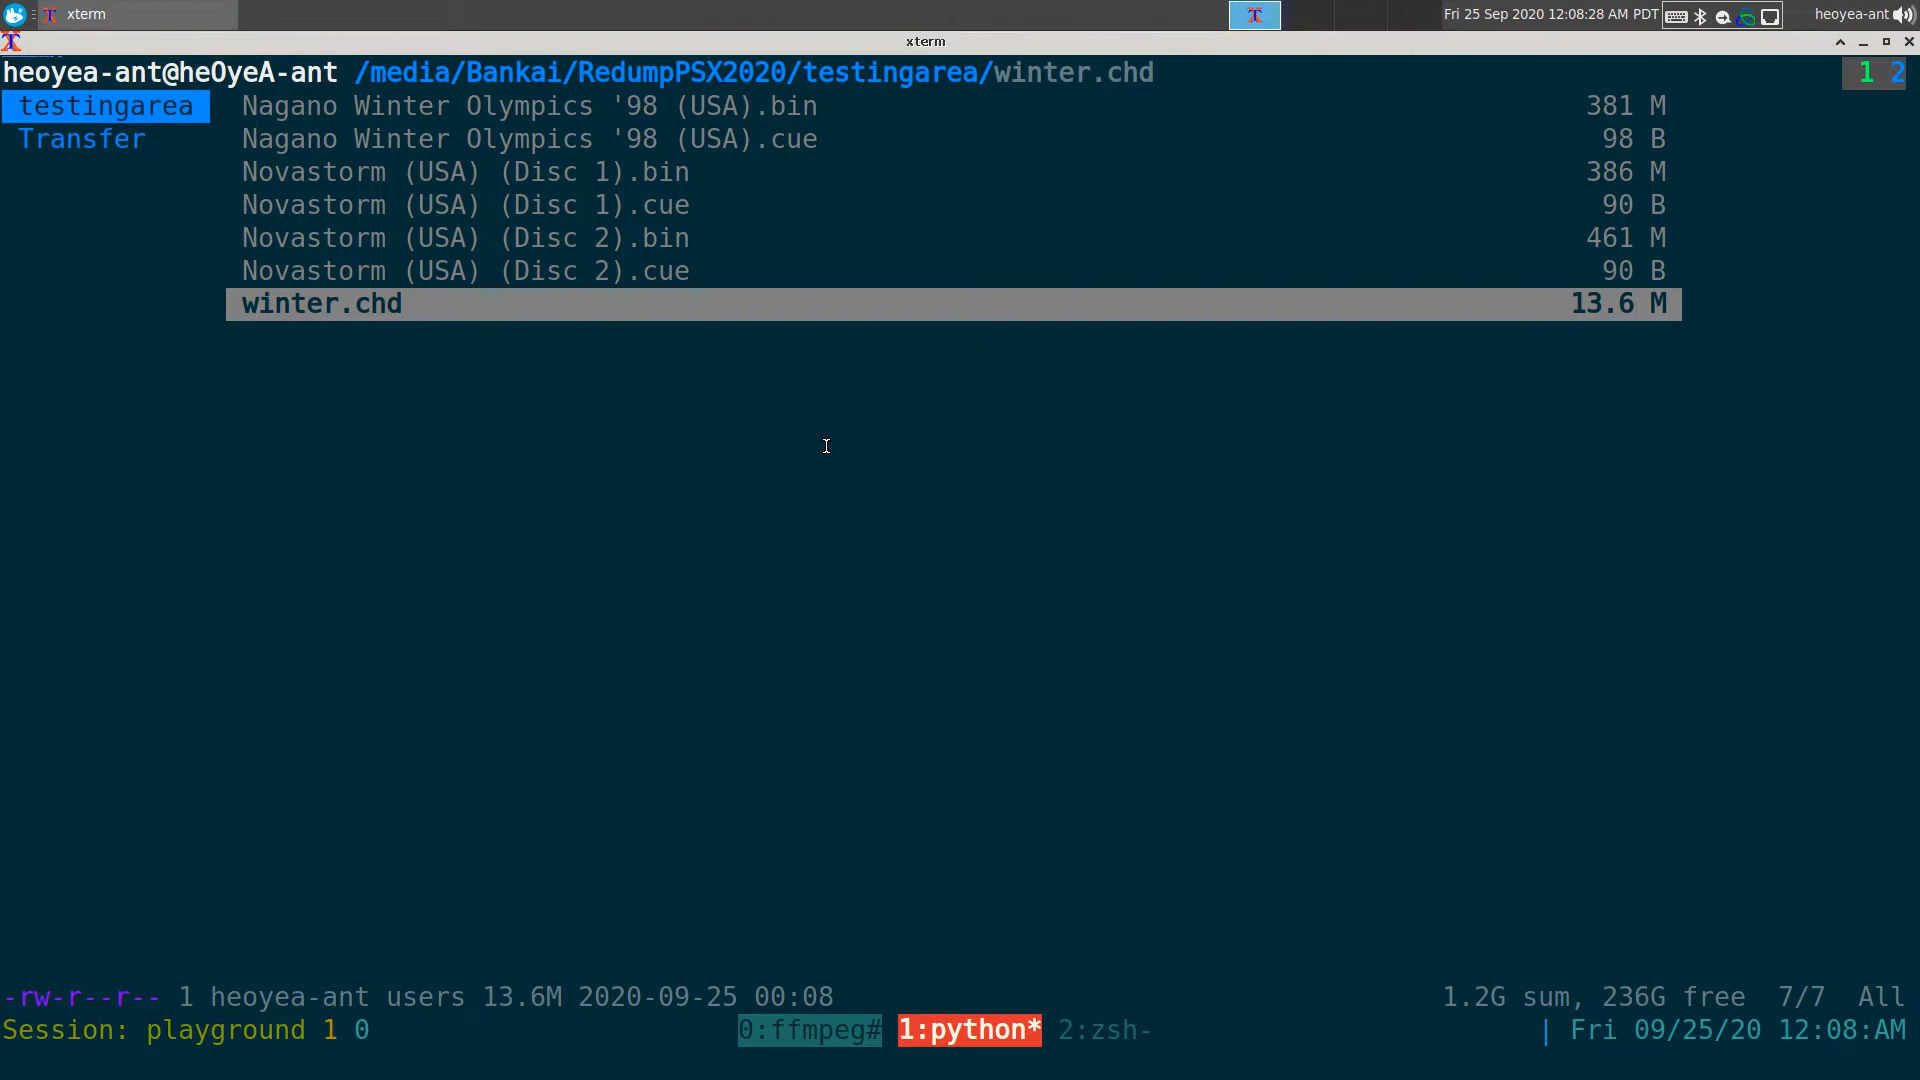 xterm
Fri 25 Sep 2020 12:08:28 AM PDT
heoyea-ant
xterm
heoyea-ant@heOyeA-ant /media/Bankai/RedumpPSX2020/testingarea/winter.chd 1 2
testingarea Nagano Winter Olympics '98 (USA).bin 381 M
Transfer Nagano Winter Olympics '98 (USA).cue 98 B
Novastorm (USA) (Disc 1).bin 386 M
Novastorm (USA) (Disc 1).cue 90 B
Novastorm (USA) (Disc 2).bin 461 M
Novastorm (USA) (Disc 2).cue 90 B
winter.chd 13.6 M
-rw-r--r-- 1 heoyea-ant users 13.6M 2020-09-25 00:08 1.2G sum, 236G free 7/7 All
Session: playground 1 0 0:ffmpeg# 1:python* 2:zsh- | Fri 09/25/20 12:08:AM